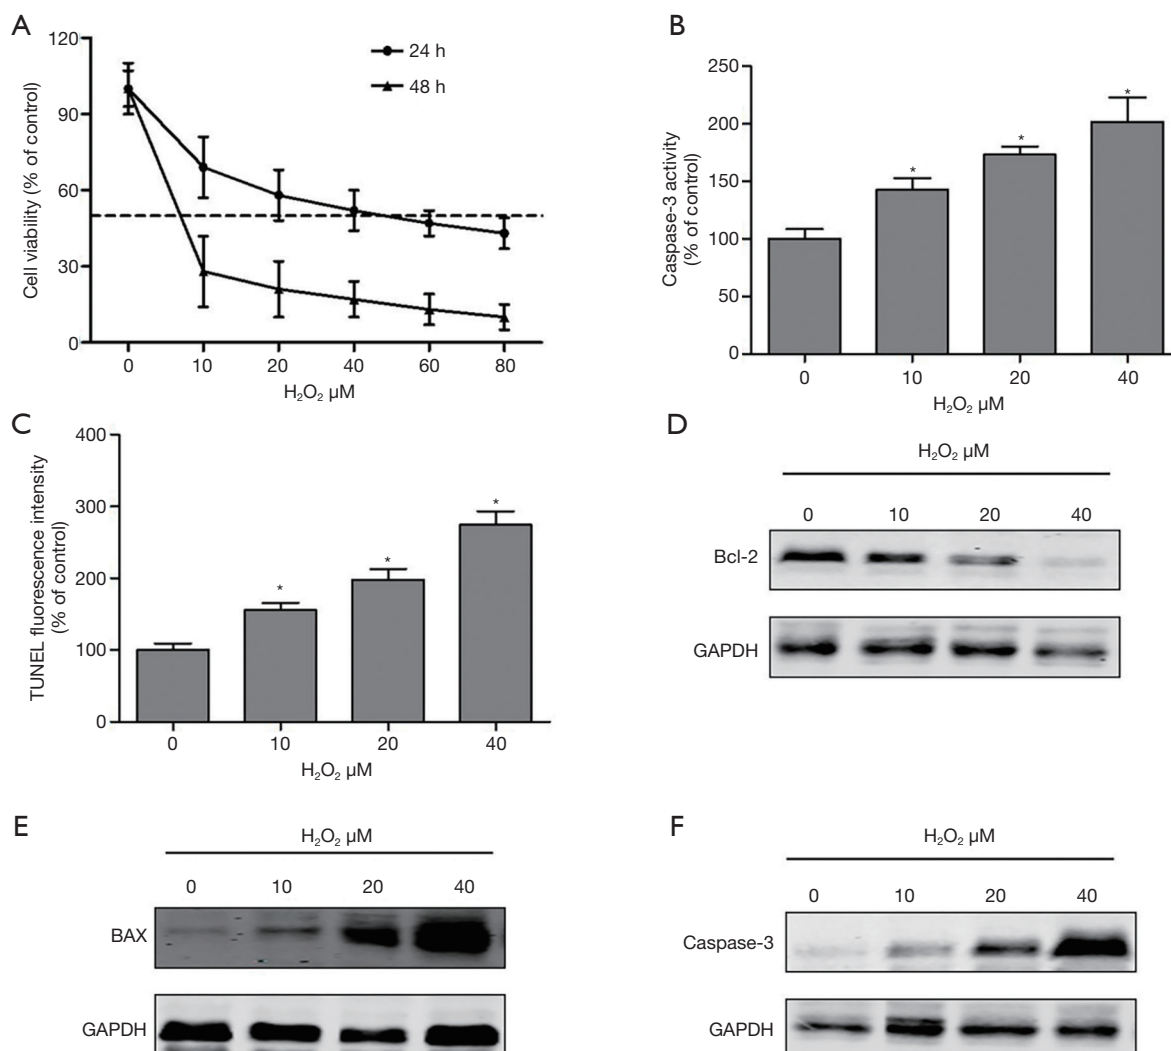 A
Cell viability (% of control)
120
90
60
30
0
24 h
48 h
0 10 20 40 60 80
H₂O₂ µM
B
Caspase-3 activity
(% of control)
250
200
150
100
50
0
* * *
0 10 20 40
H₂O₂ µM
C
TUNEL fluorescence intensity
(% of control)
400
300
200
100
0
* * *
0 10 20 40
H₂O₂ µM
D
H₂O₂ µM
0 10 20 40
Bcl-2
GAPDH
E
H₂O₂ µM
0 10 20 40
BAX
GAPDH
F
H₂O₂ µM
0 10 20 40
Caspase-3
GAPDH